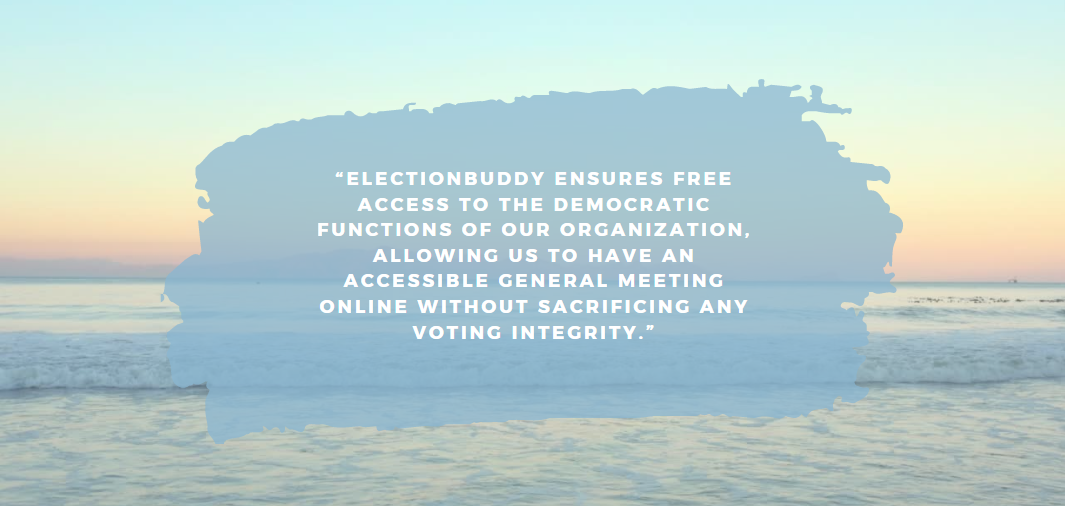 “ELECTIONBUDDY ENSURES FREE
ACCESS TO THE DEMOCRATIC
FUNCTIONS OF OUR ORGANIZATION,
ALLOWING US TO HAVE AN
ACCESSIBLE GENERAL MEETING
ONLINE WITHOUT SACRIFICING ANY
VOTING INTEGRITY.”